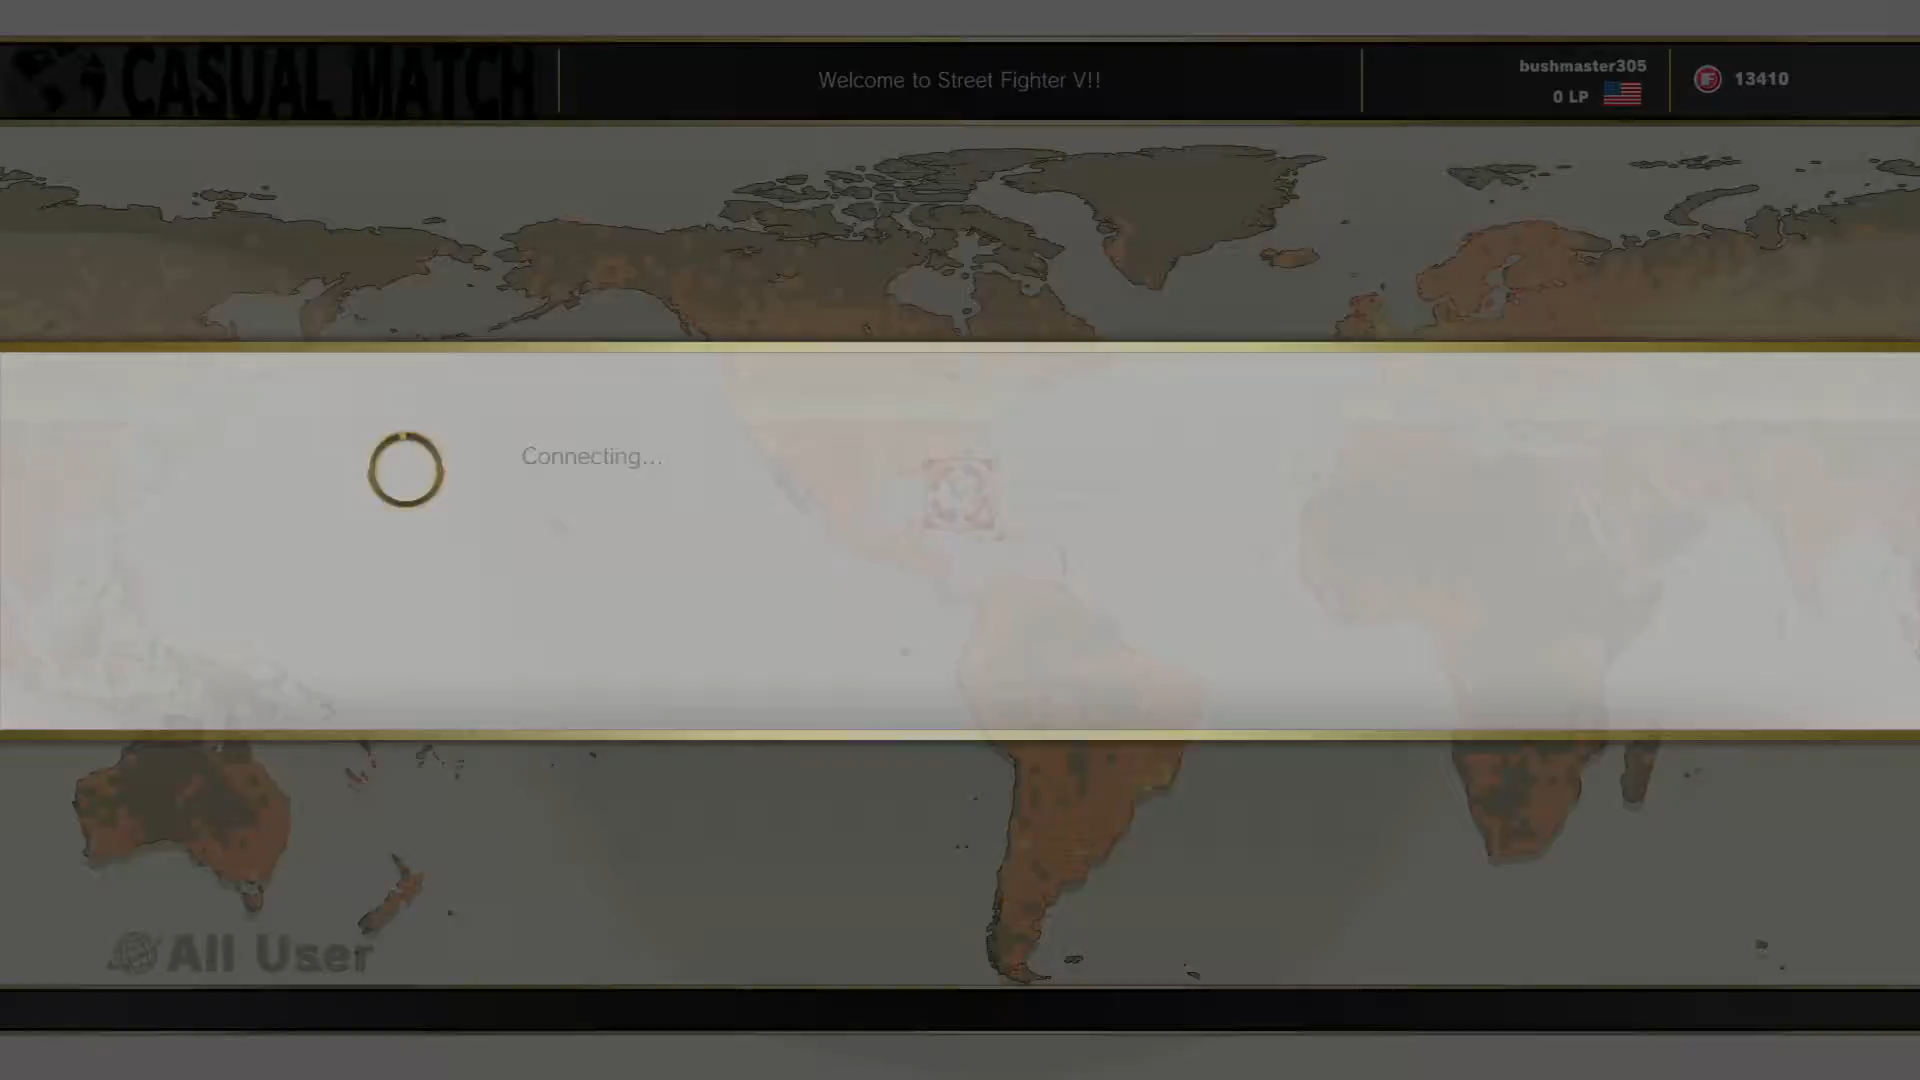 CASUAL MATCH
Welcome to Street Fighter V!!
bushmaster305
0 LP
13410
Connecting...
All User